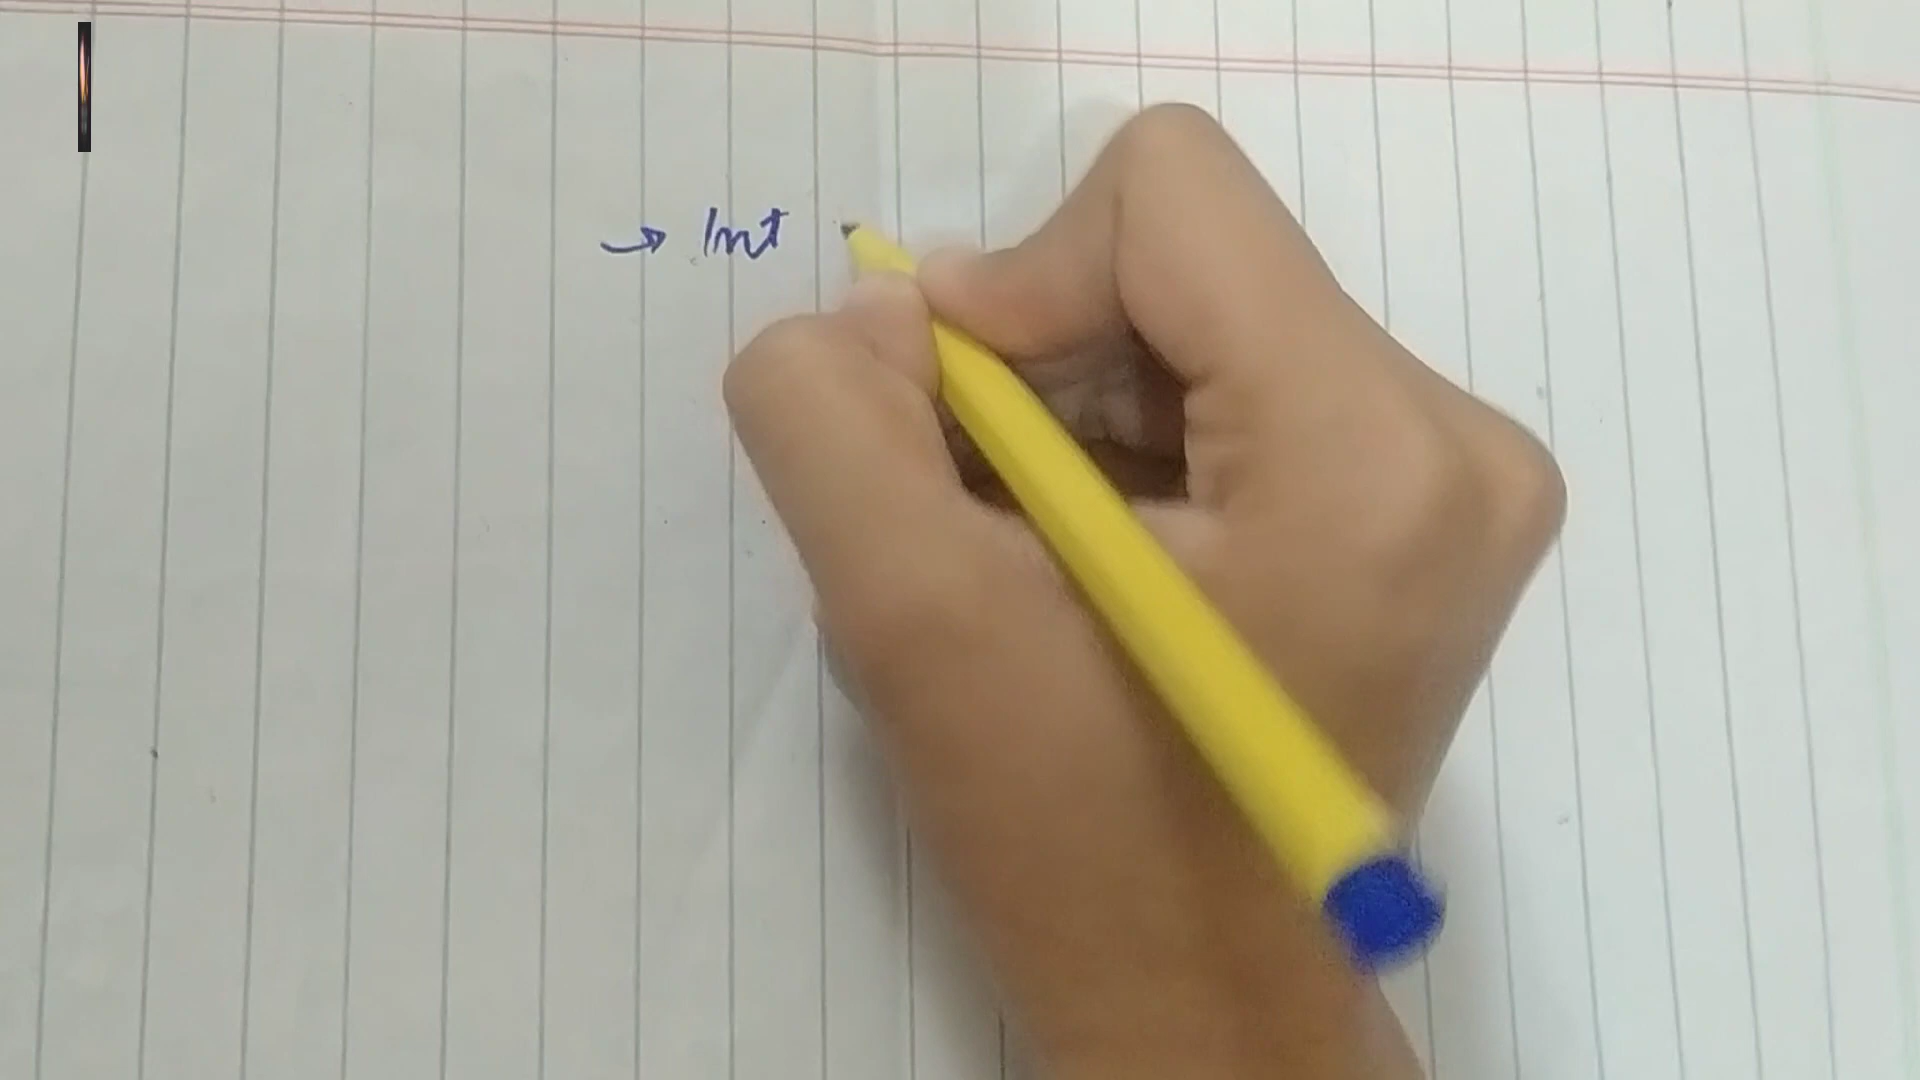 → Int